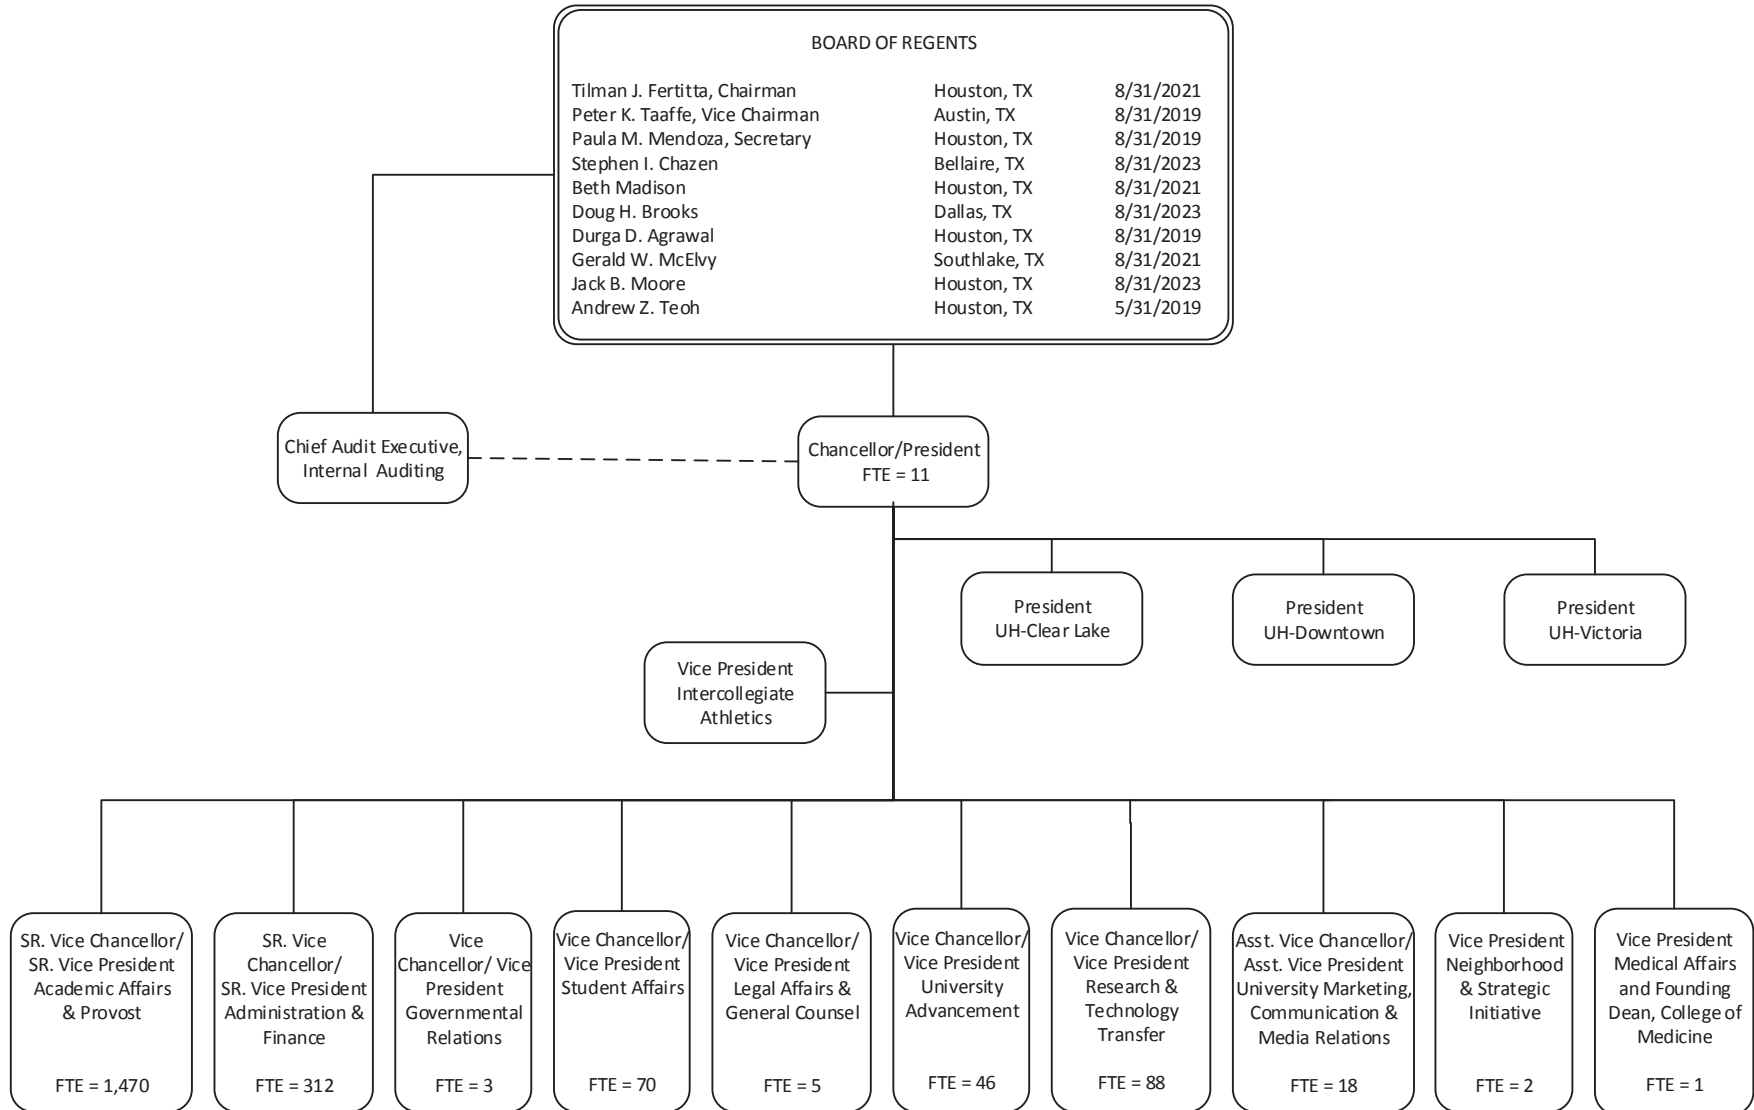 BOARD OF REGENTS
Tilman J. Fertitta, Chairman Houston, TX 8/31/2021
Peter K. Taaffe, Vice Chairman Austin, TX 8/31/2019
Paula M. Mendoza, Secretary Houston, TX 8/31/2019
Stephen I. Chazen Bellaire, TX 8/31/2023
Beth Madison Houston, TX 8/31/2021
Doug H. Brooks Dallas, TX 8/31/2023
Durga D. Agrawal Houston, TX 8/31/2019
Gerald W. McElvy Southlake, TX 8/31/2021
Jack B. Moore Houston, TX 8/31/2023
Andrew Z. Teoh Houston, TX 5/31/2019
Chief Audit Executive,
Internal Auditing
Chancellor/President
FTE = 11
President
UH-Clear Lake
President
UH-Downtown
President
UH-Victoria
Vice President
Intercollegiate
Athletics
SR. Vice Chancellor/
SR. Vice President
Academic Affairs
& Provost
FTE = 1,470
SR. Vice
Chancellor/
SR. Vice President
Administration &
Finance
FTE = 312
Vice
Chancellor/ Vice
President
Governmental
Relations
FTE = 3
Vice Chancellor/
Vice President
Student Affairs
FTE = 70
Vice Chancellor/
Vice President
Legal Affairs &
General Counsel
FTE = 5
Vice Chancellor/
Vice President
University
Advancement
FTE = 46
Vice Chancellor/
Vice President
Research &
Technology
Transfer
FTE = 88
Asst. Vice Chancellor/
Asst. Vice President
University Marketing,
Communication &
Media Relations
FTE = 18
Vice President
Neighborhood
& Strategic
Initiative
FTE = 2
Vice President
Medical Affairs
and Founding
Dean, College of
Medicine
FTE = 1